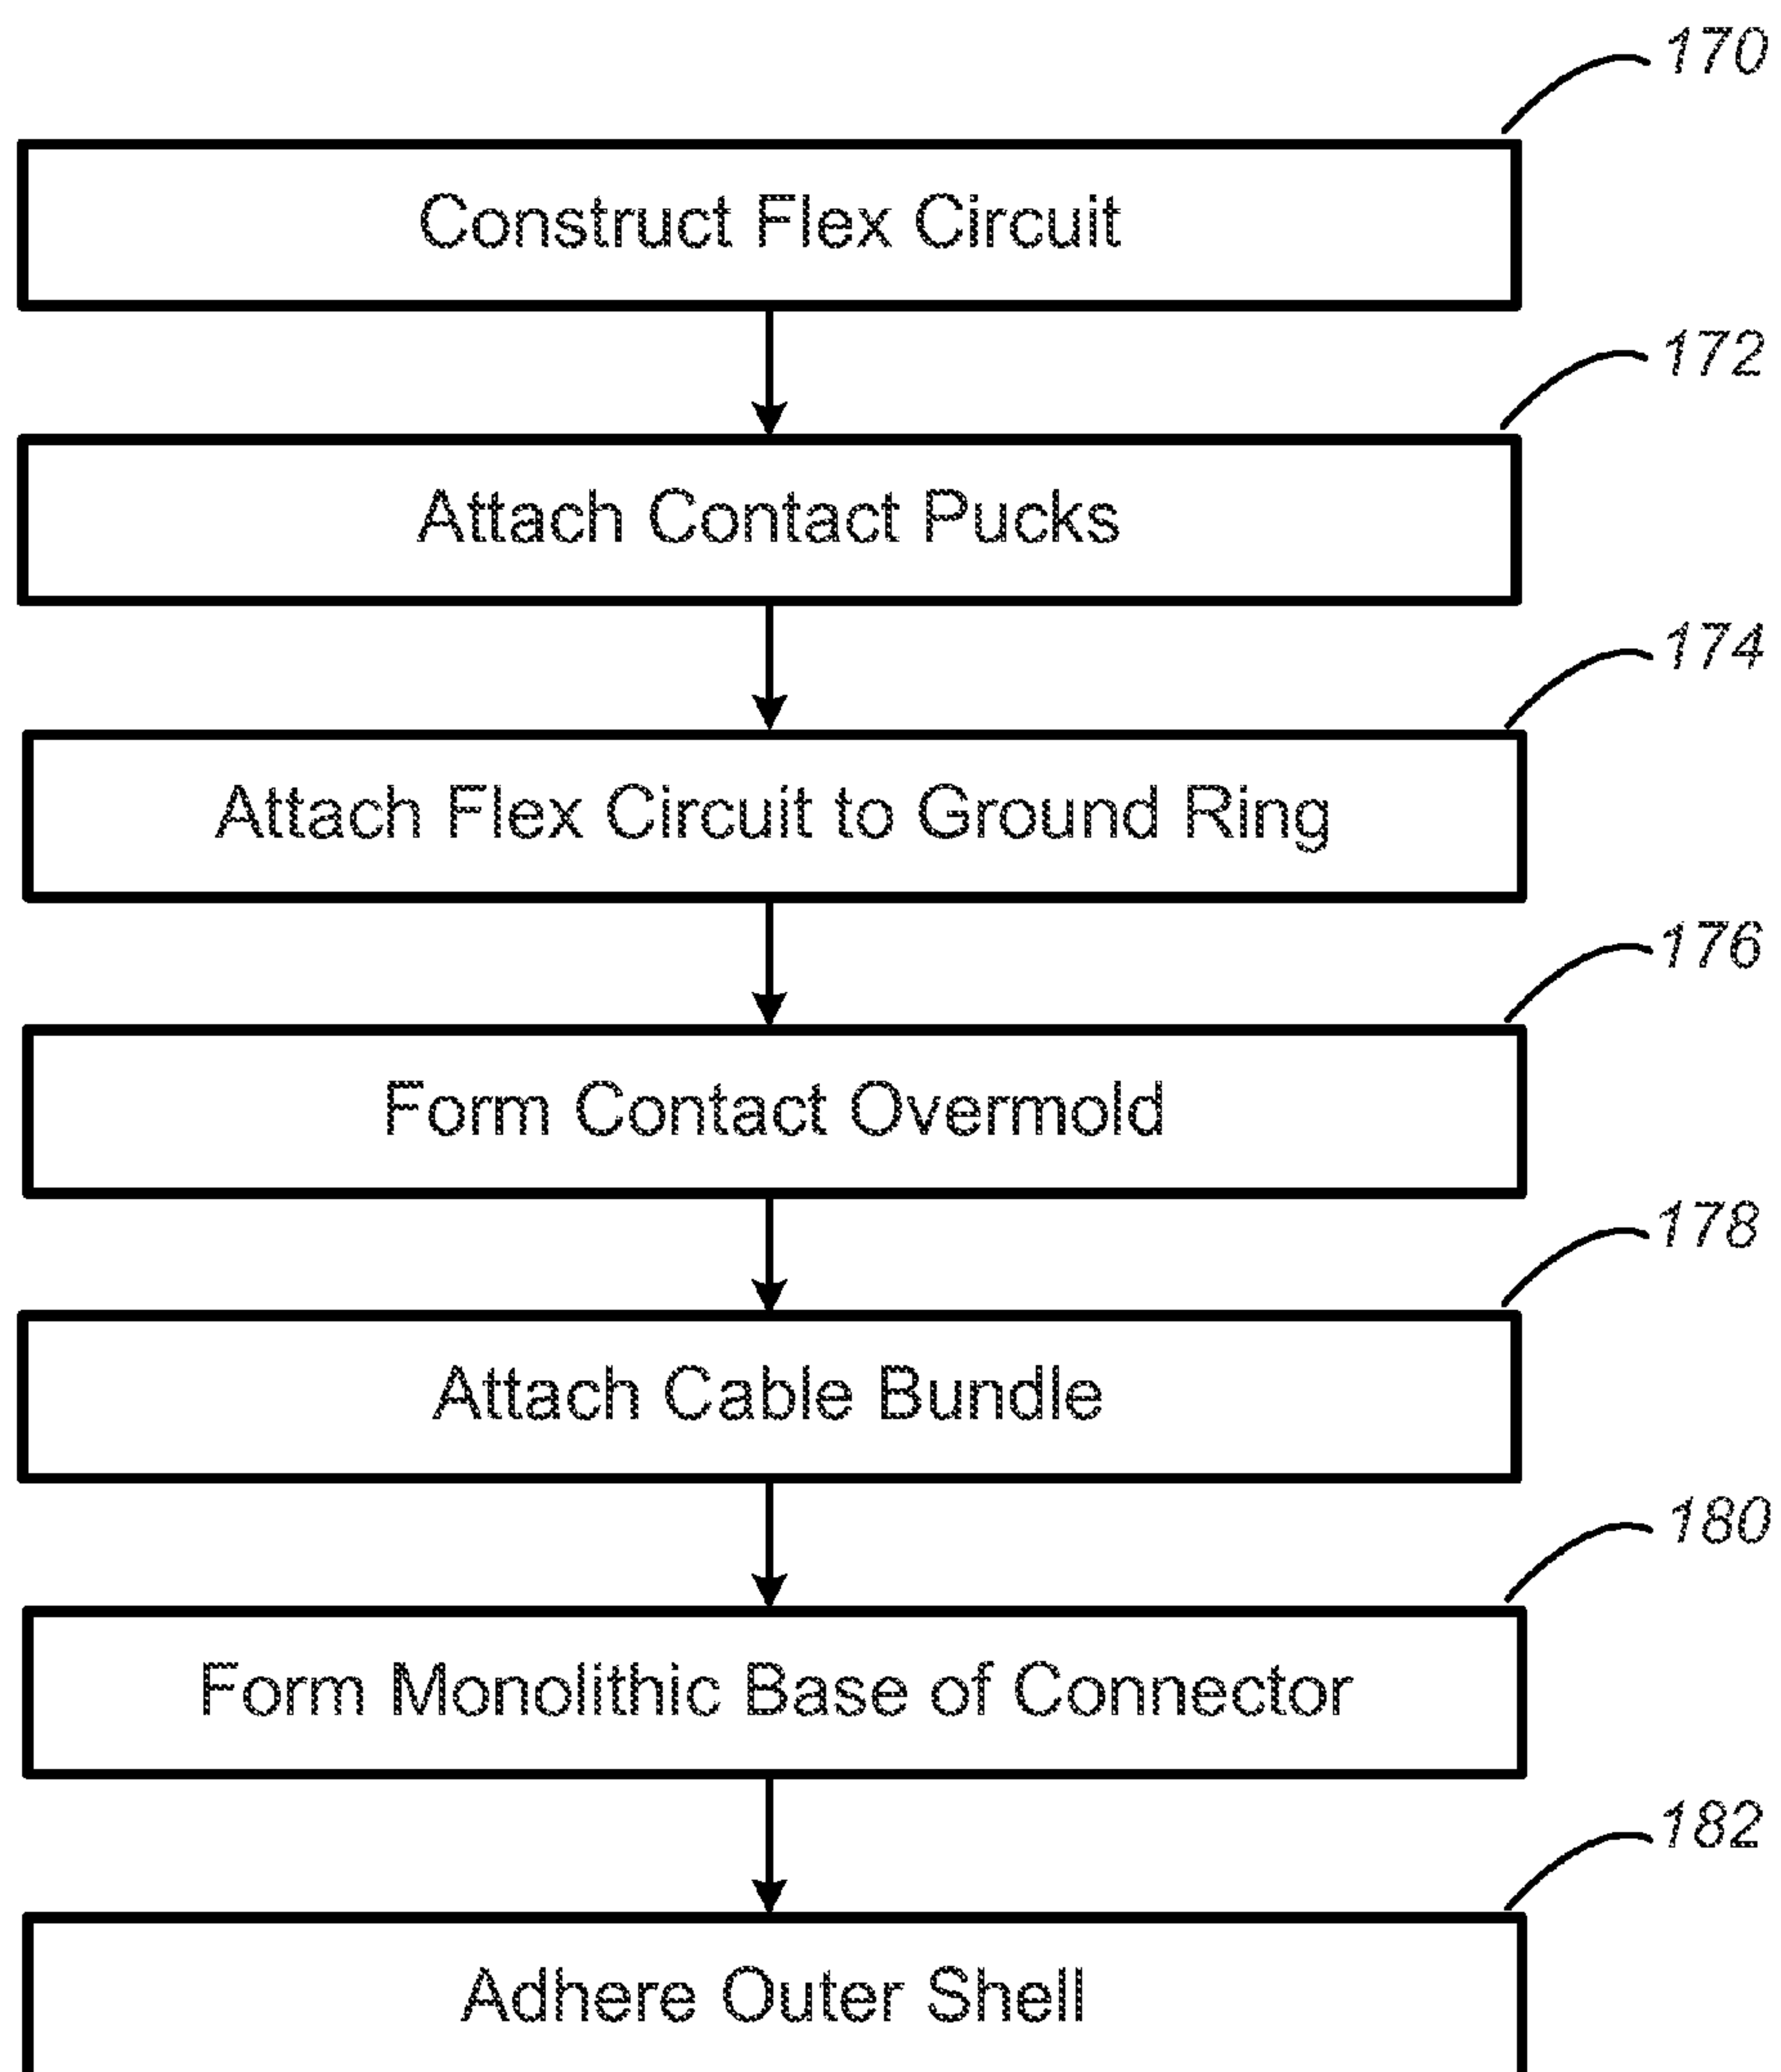 170
Construct Flex Circuit
172
Attach Contact Pucks
174
Attach Flex Circuit to Ground Ring
176
Form Contact Overmold
178
Attach Cable Bundle
180
Form Monolithic Base of Connector
182
Adhere Outer Shell